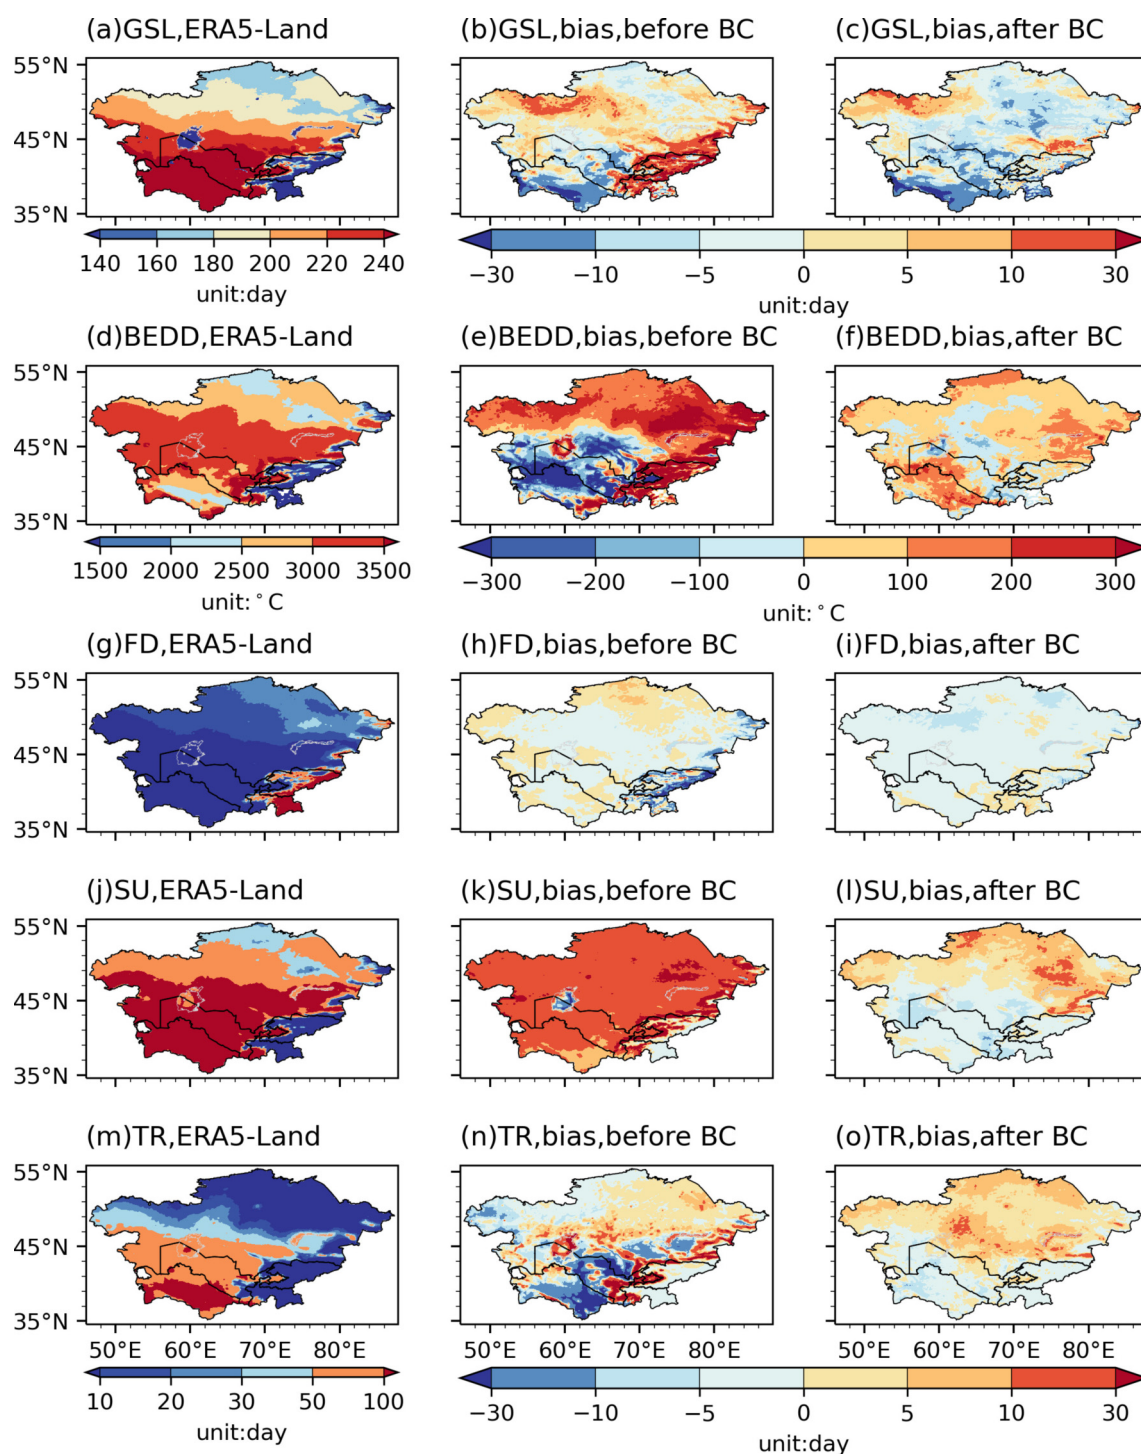 (a)GSL,ERA5-Land (b)GSL,bias,before BC (c)GSL,bias,after BC
55°N
45°N
35°N
140 160 180 200 220 240
unit:day
−30 −10 −5 0 5 10 30
unit:day
(d)BEDD,ERA5-Land (e)BEDD,bias,before BC (f)BEDD,bias,after BC
55°N
45°N
35°N
1500 2000 2500 3000 3500
unit:°C
−300 −200 −100 0 100 200 300
unit:°C
(g)FD,ERA5-Land (h)FD,bias,before BC (i)FD,bias,after BC
55°N
45°N
35°N
(j)SU,ERA5-Land (k)SU,bias,before BC (l)SU,bias,after BC
55°N
45°N
35°N
(m)TR,ERA5-Land (n)TR,bias,before BC (o)TR,bias,after BC
55°N
45°N
35°N
50°E 60°E 70°E 80°E 50°E 60°E 70°E 80°E 50°E 60°E 70°E 80°E
10 20 30 50 100
unit:day
−30 −10 −5 0 5 10 30
unit:day